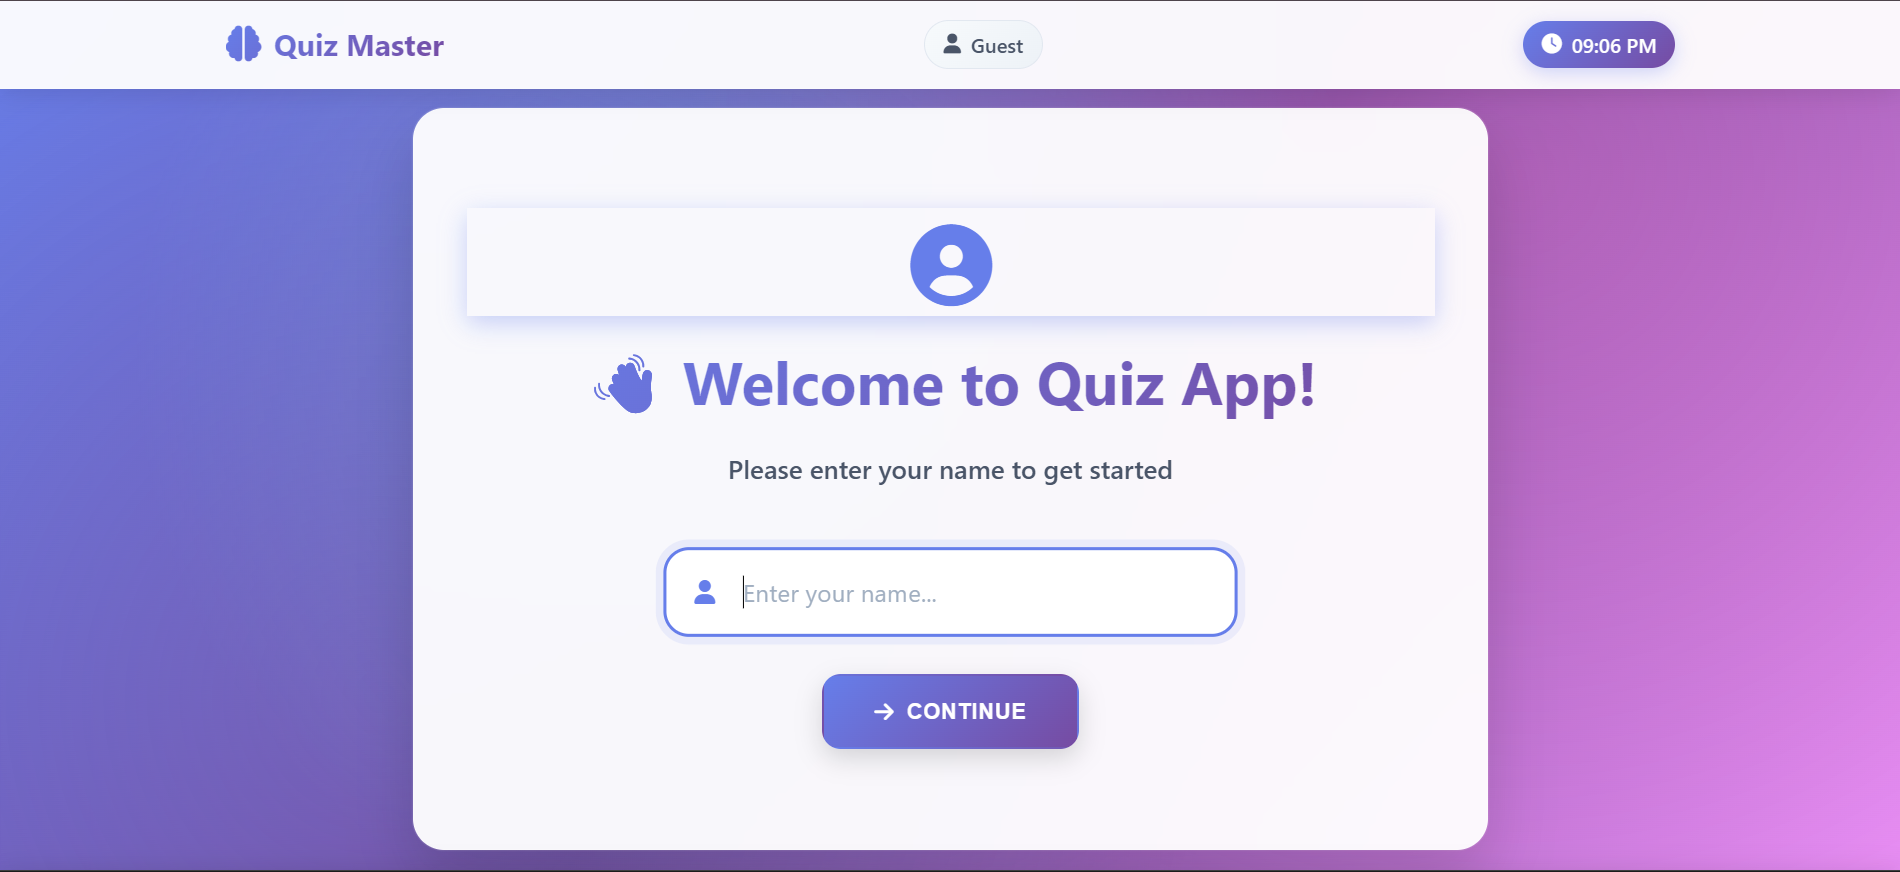 Quiz Master
Guest
09:06 PM
Welcome to Quiz App!
Please enter your name to get started
Enter your name...
CONTINUE